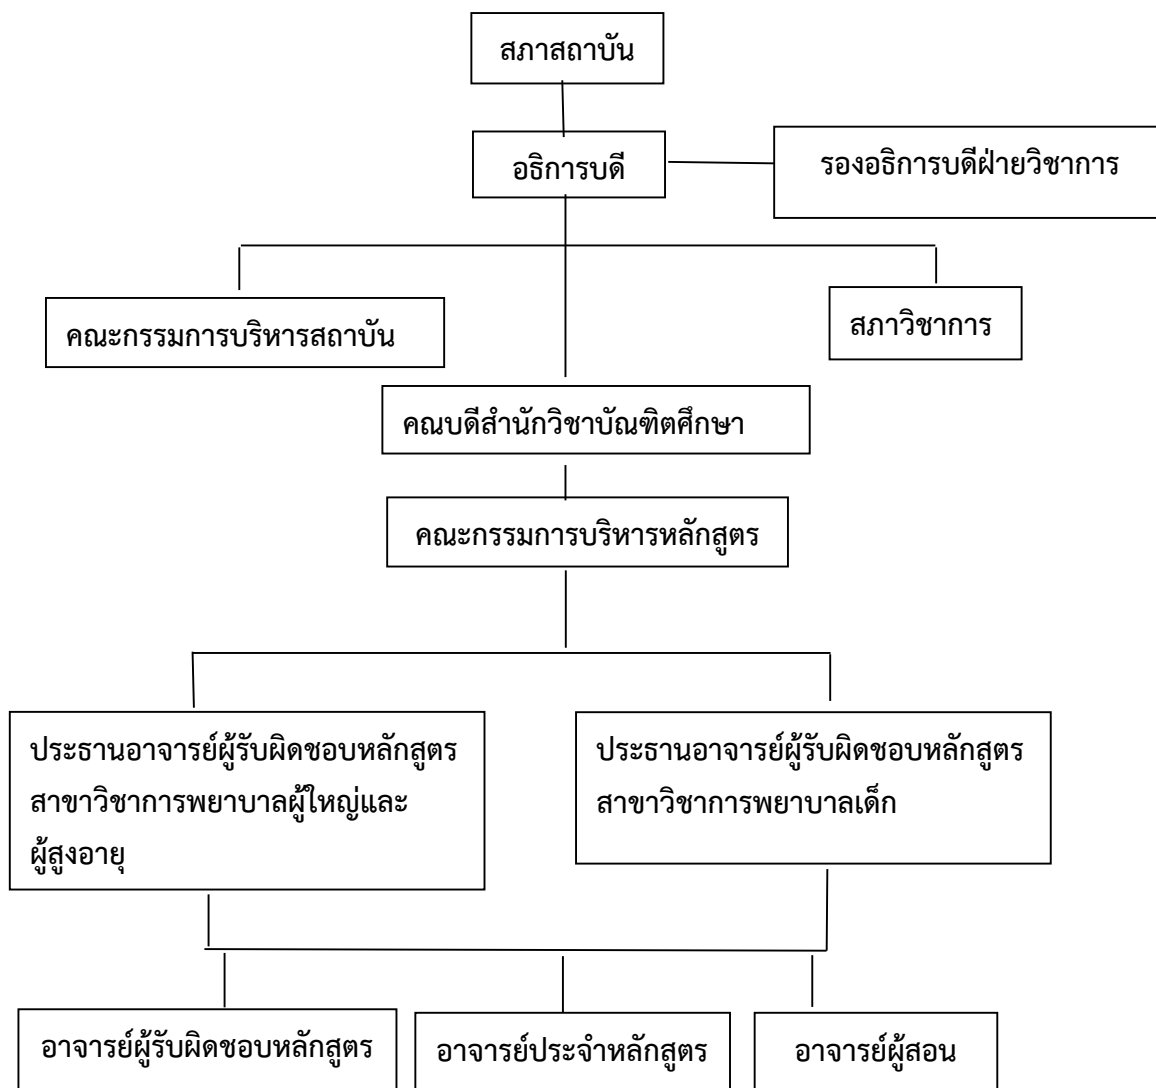 สภาสถาบัน
อธิการบดี
รองอธิการบดีฝ่ายวิชาการ
คณะกรรมการบริหารสถาบัน
สภาวิชาการ
คณบดีสำนักวิชาบัณฑิตศึกษา
คณะกรรมการบริหารหลักสูตร
ประธานอาจารย์ผู้รับผิดชอบหลักสูตร
สาขาวิชาการพยาบาลผู้ใหญ่และ
ผู้สูงอายุ
ประธานอาจารย์ผู้รับผิดชอบหลักสูตร
สาขาวิชาการพยาบาลเด็ก
อาจารย์ผู้รับผิดชอบหลักสูตร
อาจารย์ประจำหลักสูตร
อาจารย์ผู้สอน